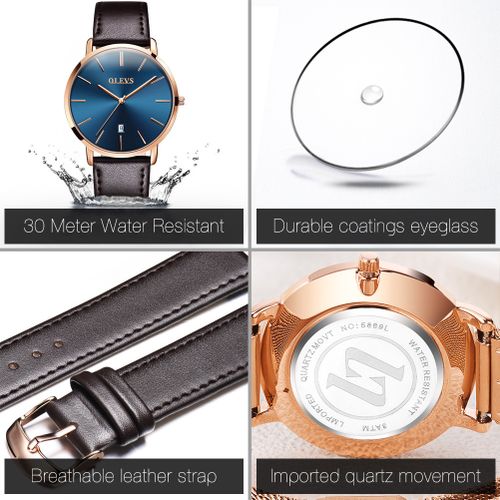 OLEVS
30 Meter Water Resistant
Durable coatings eyeglass
Breathable leather strap
QUARTZ.MOVT NO:5869L WATER RESISTANT 3ATM I.MPORTED
Imported quartz movement